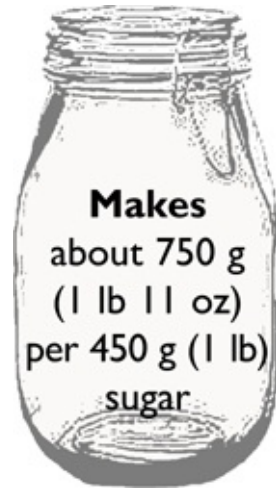 Makes
about 750 g
(1 lb 11 oz)
per 450 g (1 lb)
sugar